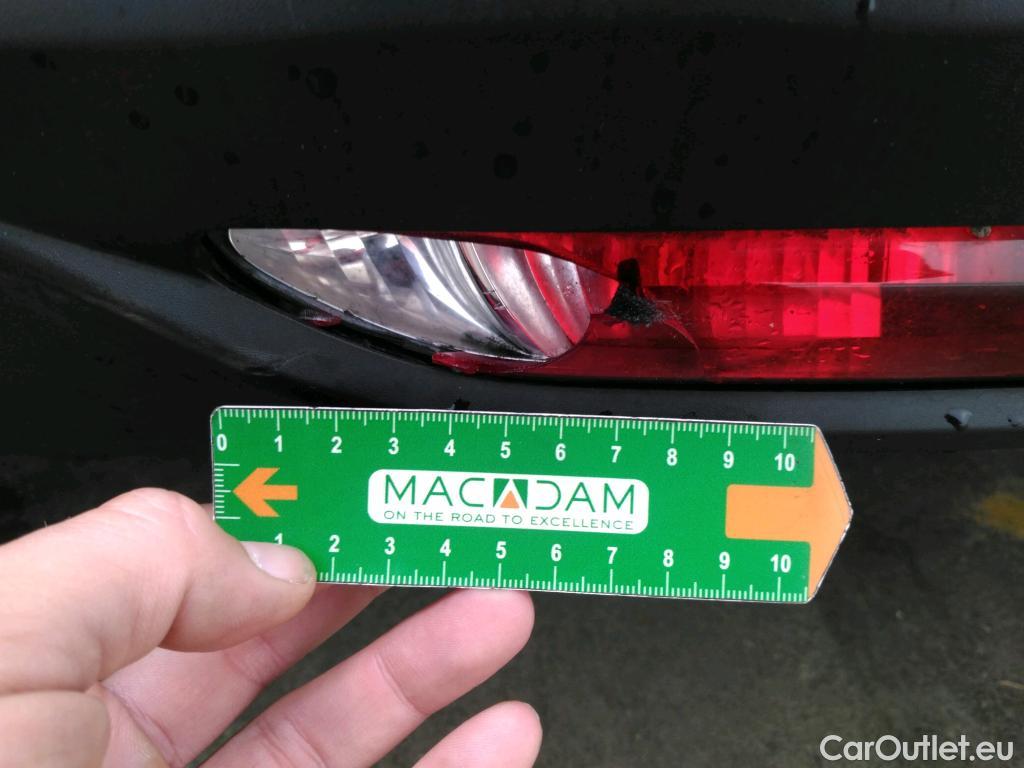 0 1 2 3 4 5 6 7 8 9 10
MACADAM
ON THE ROAD TO EXCELLENCE
1 2 3 4 5 6 7 8 9 10
CarOutlet.eu